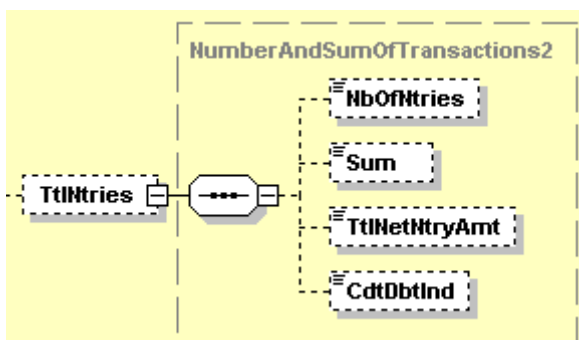 NumberAndSumOfTransactions2
NbOfNtries
Sum
TtlNtries
TtlNetNtryAmt
CdtDbtInd